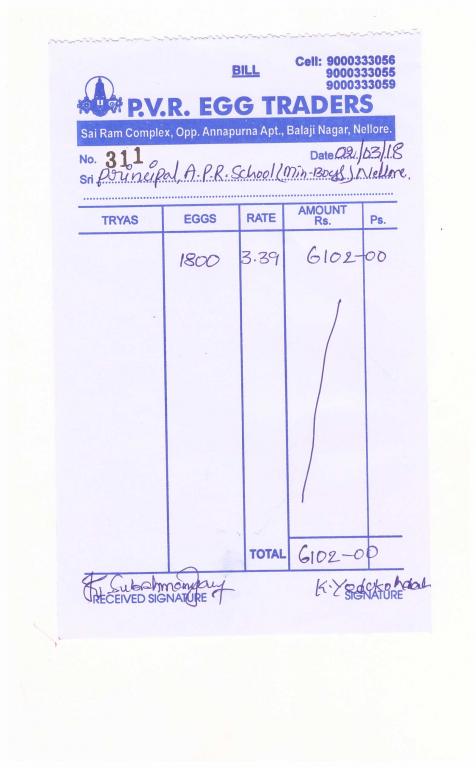 BILL
Cell: 9000333056
9000333055
9000333059
P.V.R. EGG TRADERS
Sai Ram Complex, Opp. Annapurna Apt., Balaji Nagar, Nellore.
No. 311 Date 02/03/18
Sri Principal, A.P.R. School (Min-Boys) Nellore.
TRYAS EGGS RATE AMOUNT Rs. Ps.
1800 3.39 6102-00
TOTAL 6102-00
RECEIVED SIGNATURE SIGNATURE